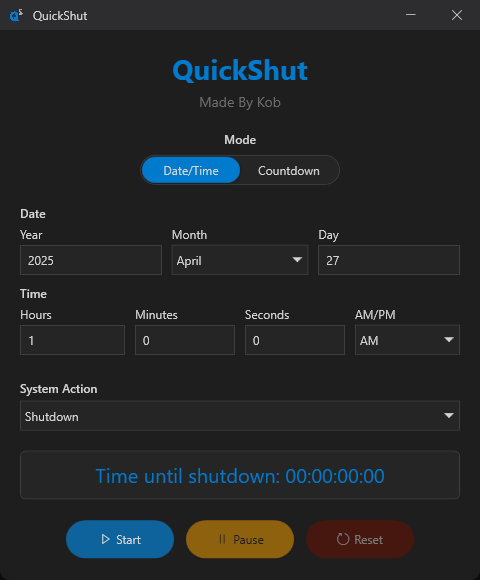 QuickShut
QuickShut
Made By Kob
Mode
Date/Time Countdown
Date
Year Month Day
2025 April 27
Time
Hours Minutes Seconds AM/PM
1 0 0 AM
System Action
Shutdown
Time until shutdown: 00:00:00:00
Start Pause Reset